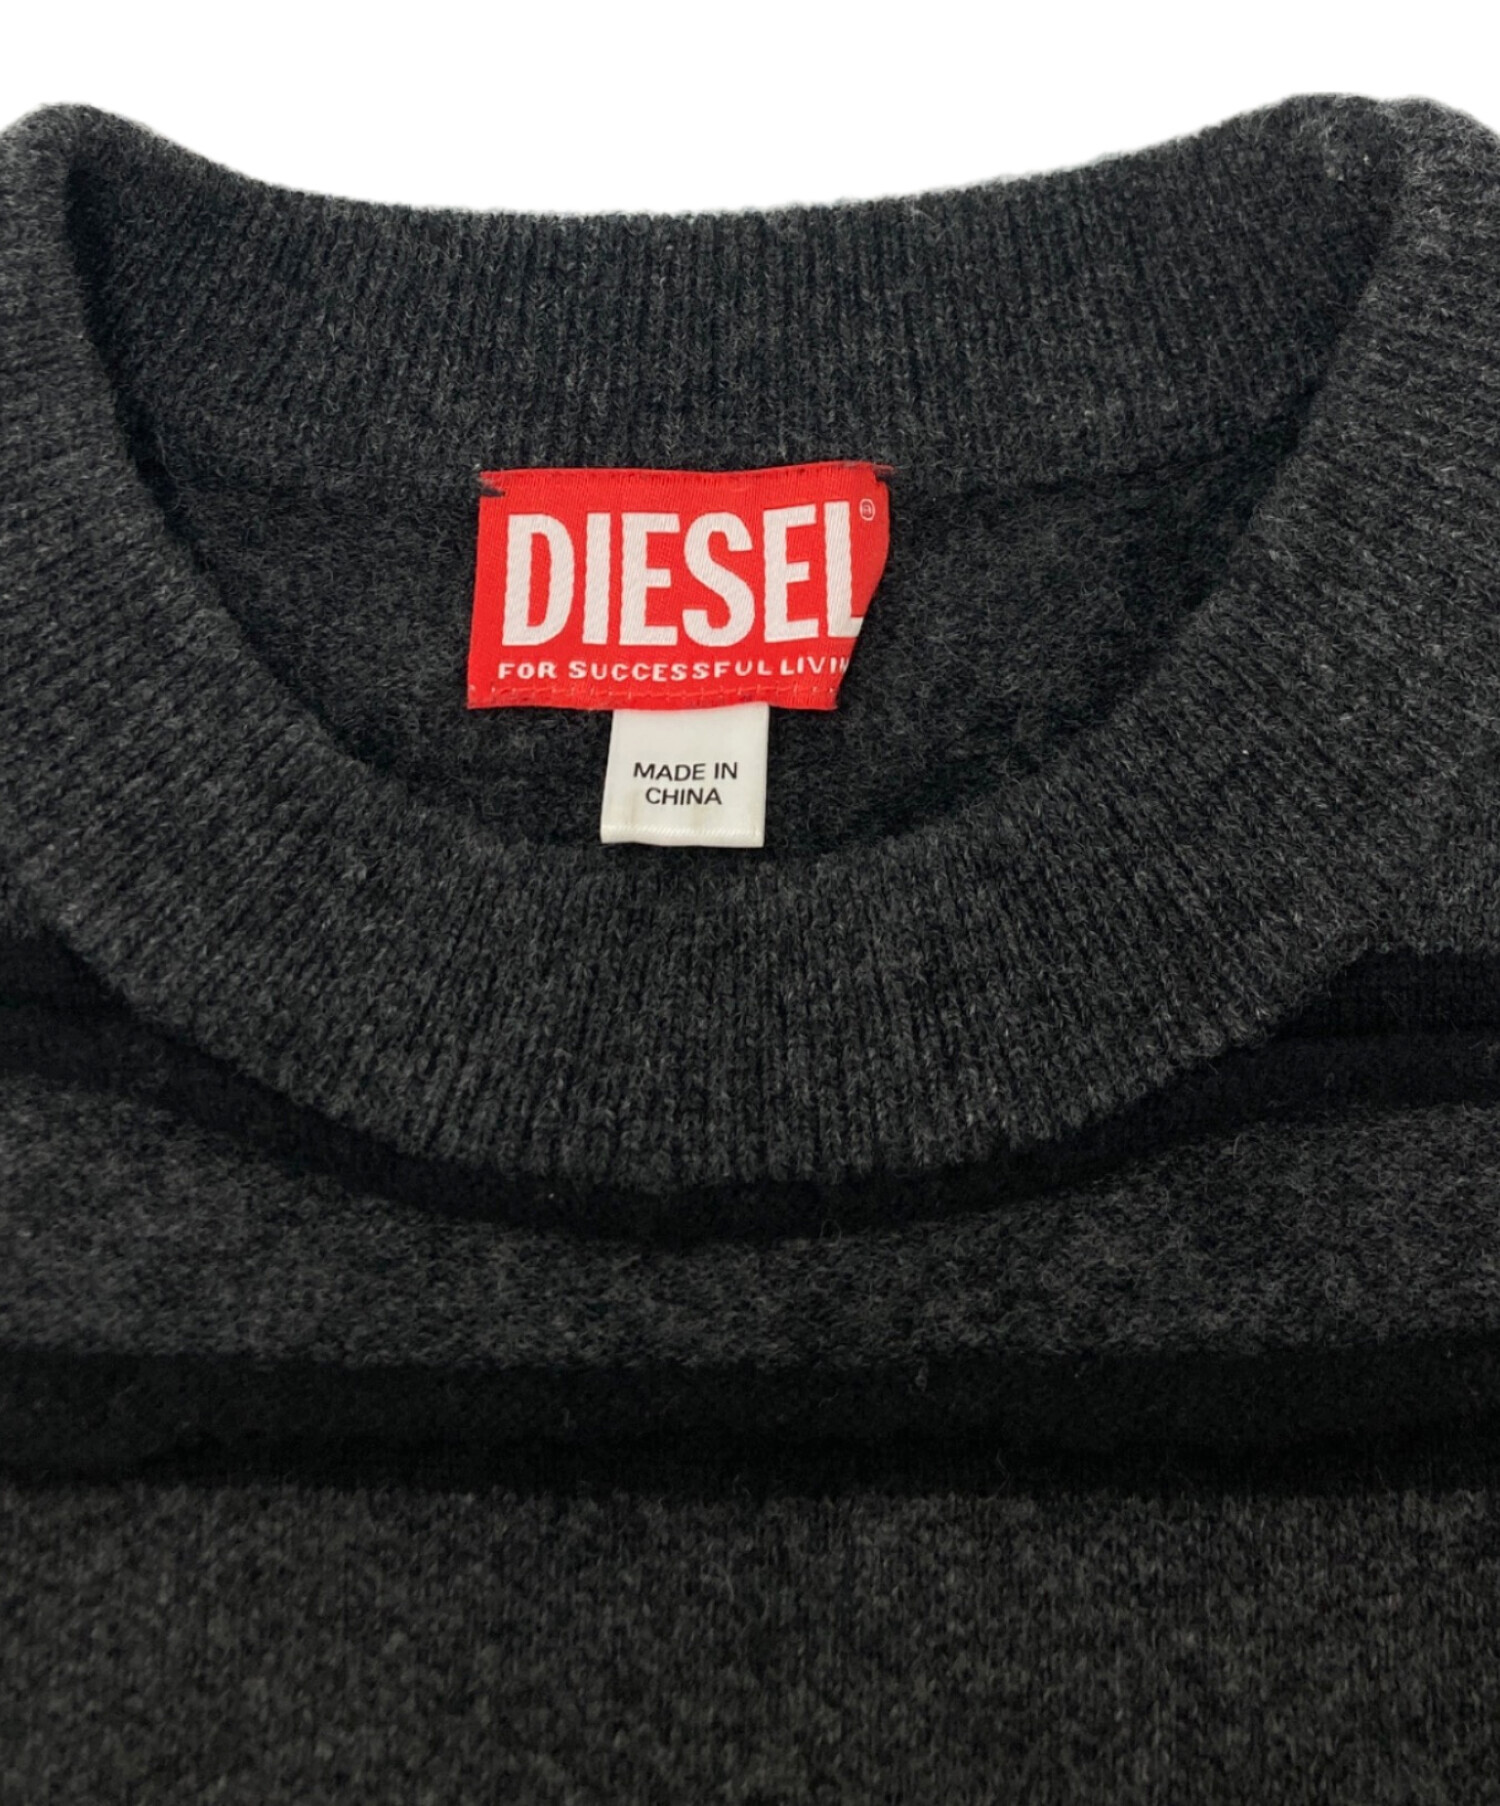 DIESEL®
FOR SUCCESSFUL LIVIN
MADE IN
CHINA